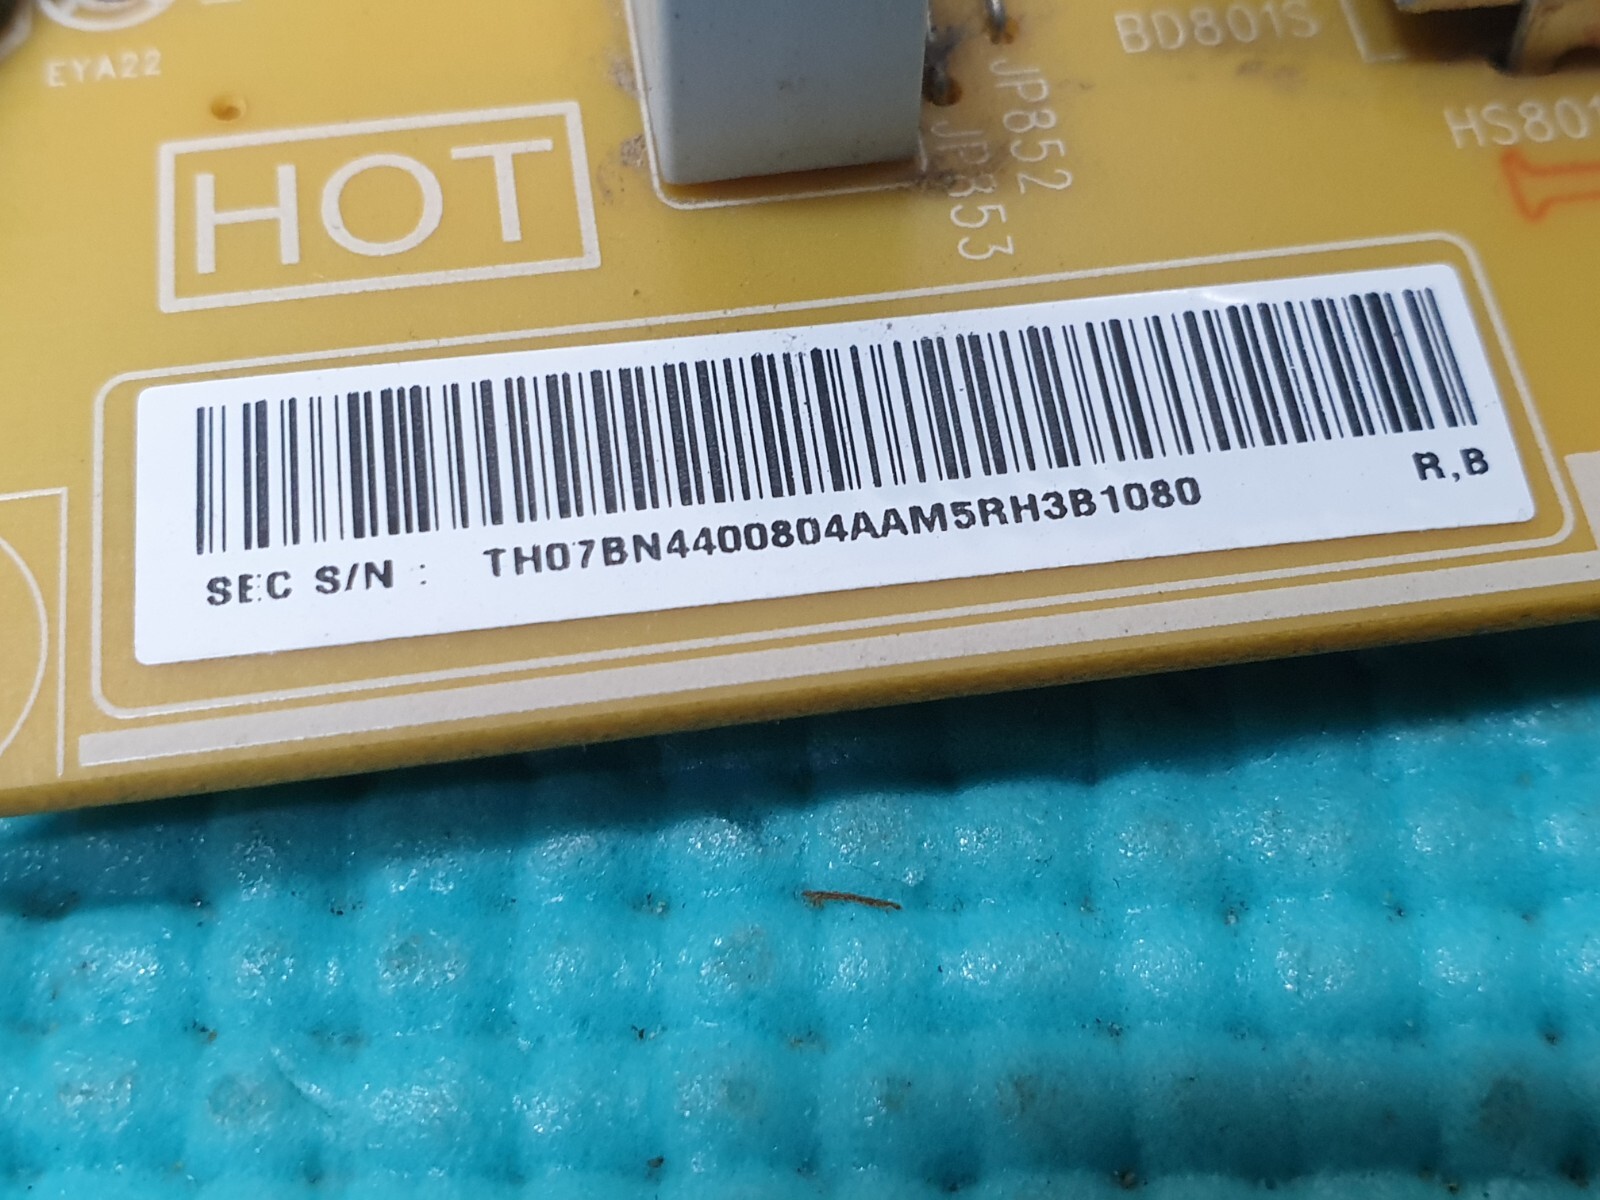 EYA22
BD801S
HOT
JP852
JP853
HS801
SEC S/N : TH07BN4400804AAM5RH3B1080
R,B